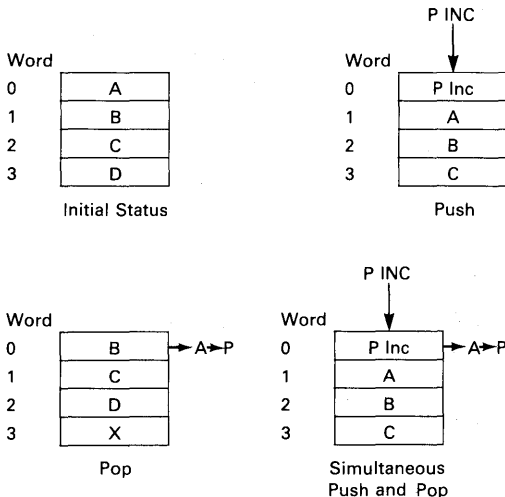 P INC
Word
0 A
1 B
2 C
3 D
Initial Status
Word
0 P Inc
1 A
2 B
3 C
Push
P INC
Word
0 B A P
1 C
2 D
3 X
Pop
Word
0 P Inc A P
1 A
2 B
3 C
Simultaneous
Push and Pop